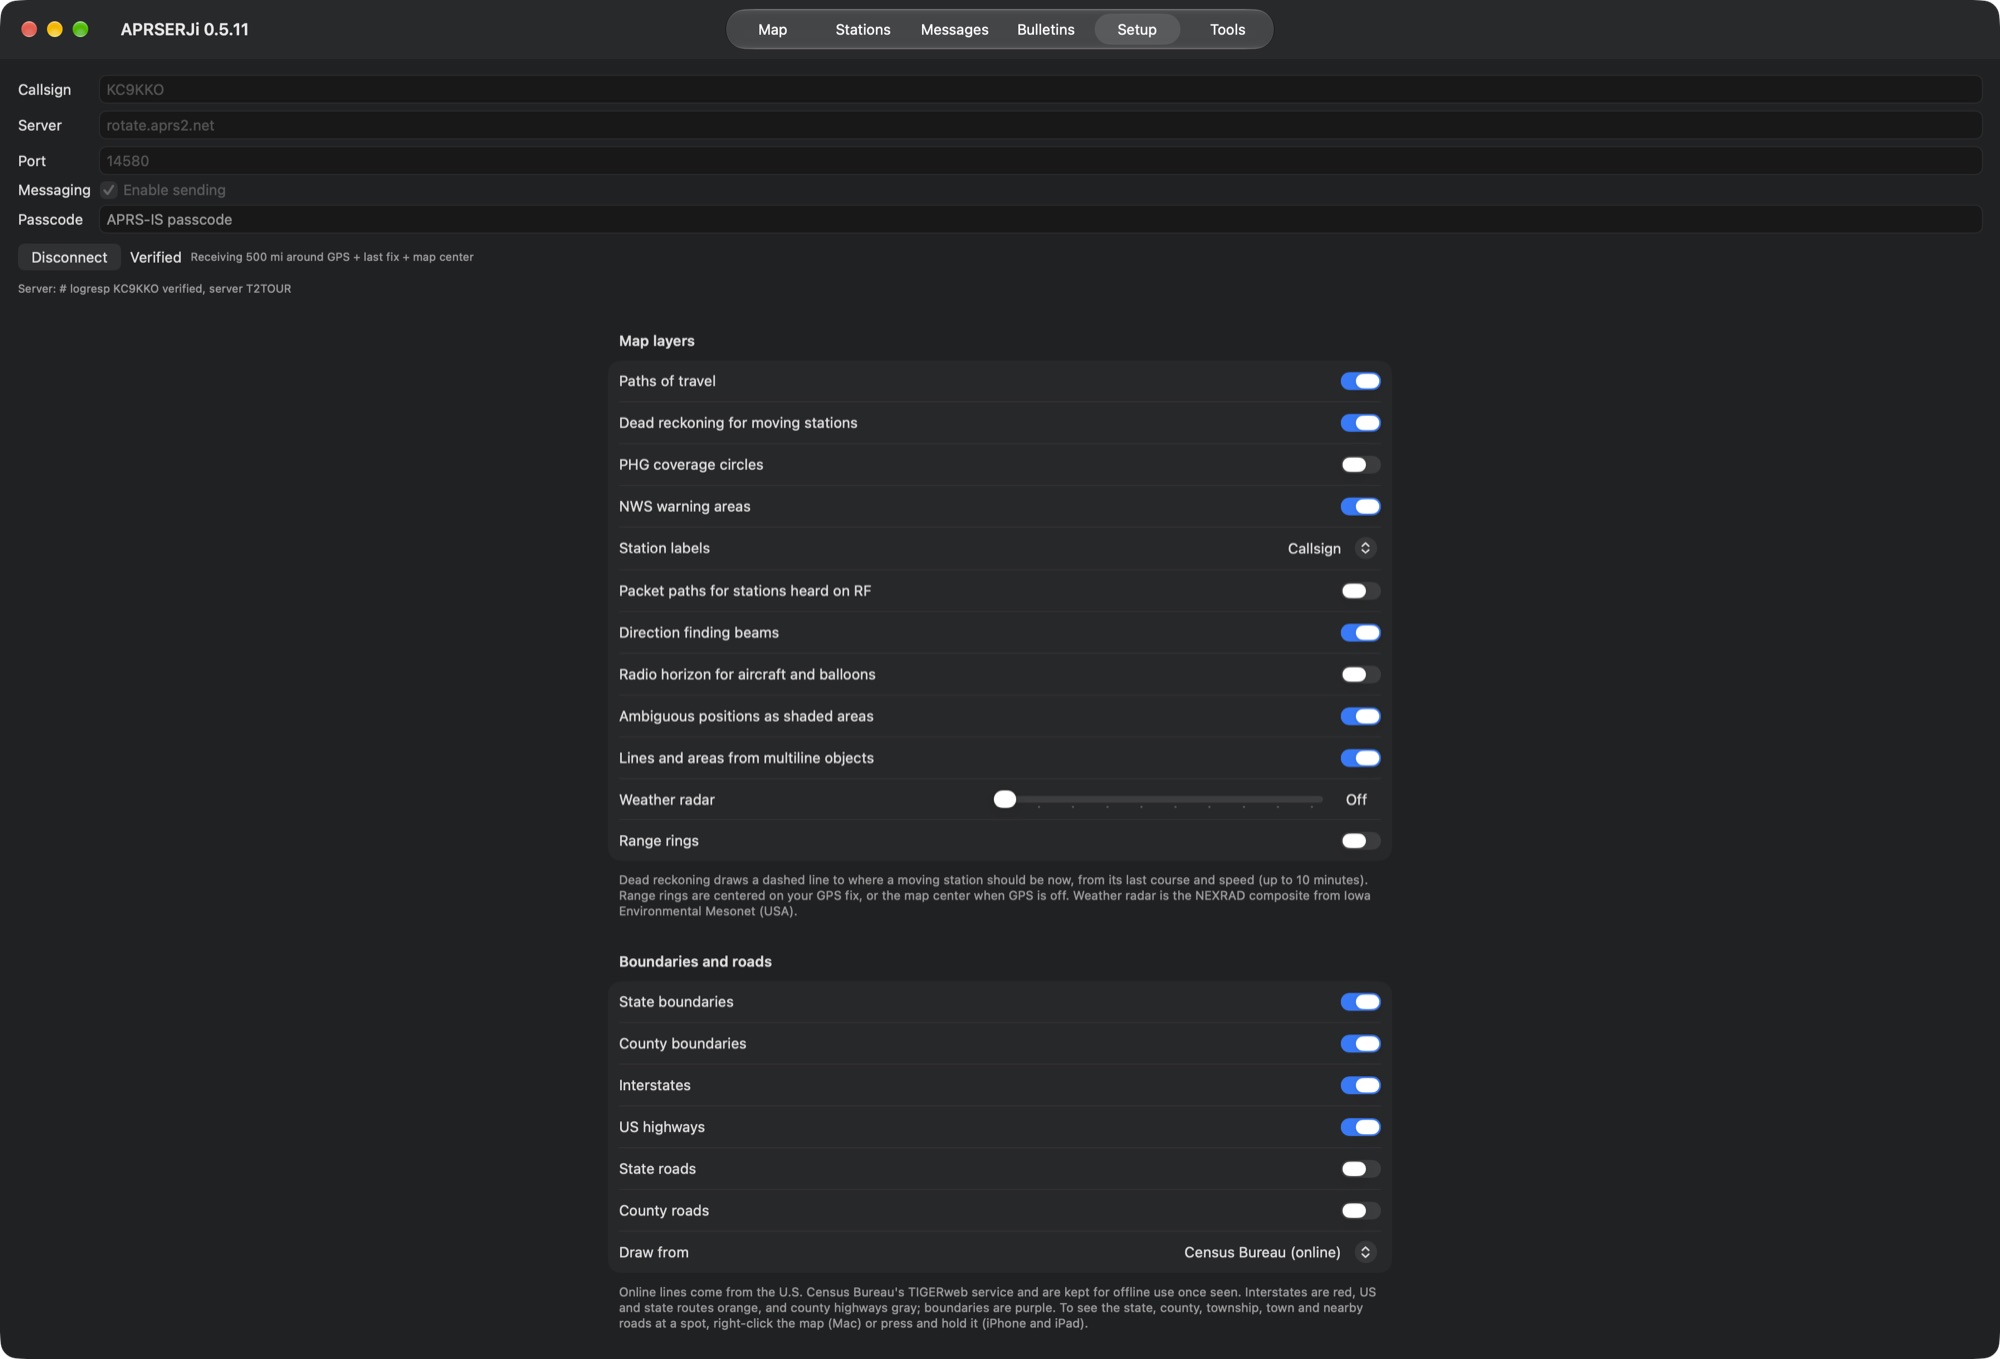 APRSERJi 0.5.11
Map Stations Messages Bulletins Setup Tools
Callsign KC9KKO
Server rotate.aprs2.net
Port 14580
Messaging Enable sending
Passcode APRS-IS passcode
Disconnect Verified Receiving 500 mi around GPS + last fix + map center
Server: # logresp KC9KKO verified, server T2TOUR
Map layers
Paths of travel
Dead reckoning for moving stations
PHG coverage circles
NWS warning areas
Station labels Callsign
Packet paths for stations heard on RF
Direction finding beams
Radio horizon for aircraft and balloons
Ambiguous positions as shaded areas
Lines and areas from multiline objects
Weather radar Off
Range rings
Dead reckoning draws a dashed line to where a moving station should be now, from its last course and speed (up to 10 minutes).
Range rings are centered on your GPS fix, or the map center when GPS is off. Weather radar is the NEXRAD composite from Iowa
Environmental Mesonet (USA).
Boundaries and roads
State boundaries
County boundaries
Interstates
US highways
State roads
County roads
Draw from Census Bureau (online)
Online lines come from the U.S. Census Bureau's TIGERweb service and are kept for offline use once seen. Interstates are red, US
and state routes orange, and county highways gray; boundaries are purple. To see the state, county, township, town and nearby
roads at a spot, right-click the map (Mac) or press and hold it (iPhone and iPad).